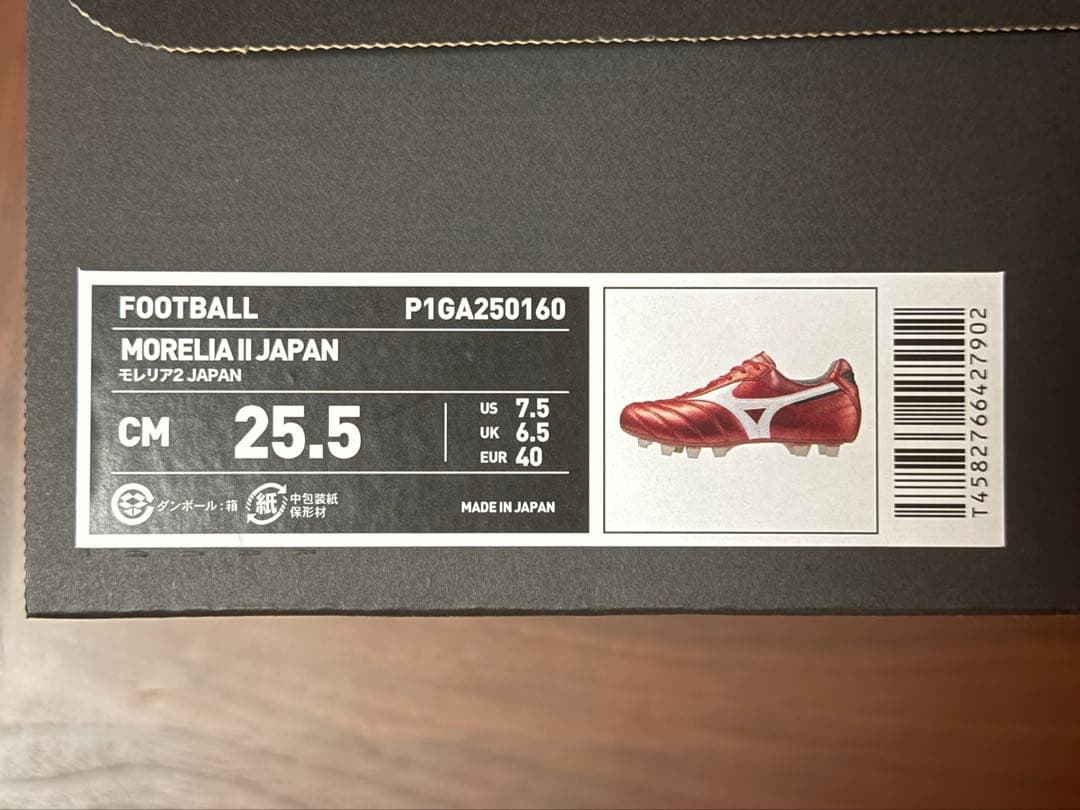 FOOTBALL P1GA250160
MORELIA II JAPAN
モレリア2 JAPAN
CM 25.5
US 7.5
UK 6.5
EUR 40
ダンボール:箱
紙
中包装紙
保形材
MADE IN JAPAN
T4582766427902